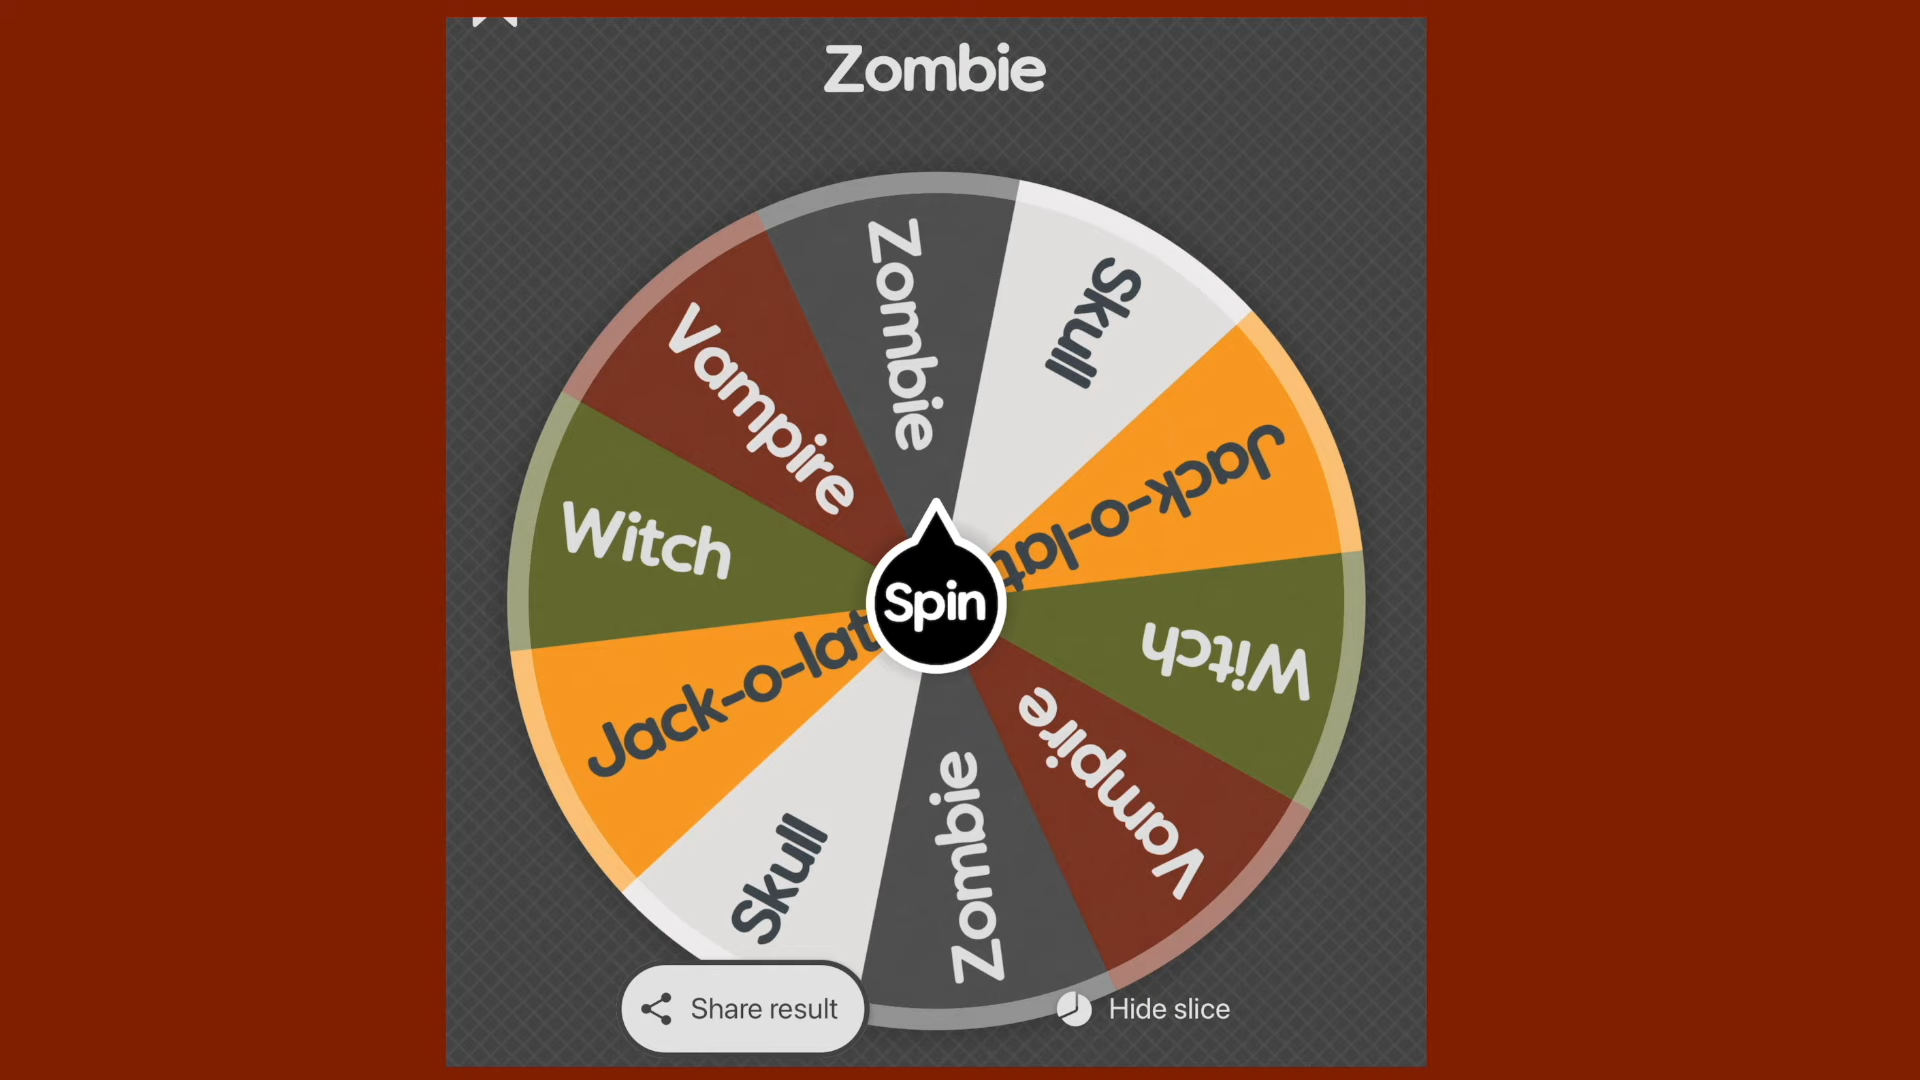 Zombie
Zombie
Skull
Vampire
Jack-o-lat
Witch
Spin
Witch
Jack-o-lat
Vampire
Skull
Zombie
Share result
Hide slice